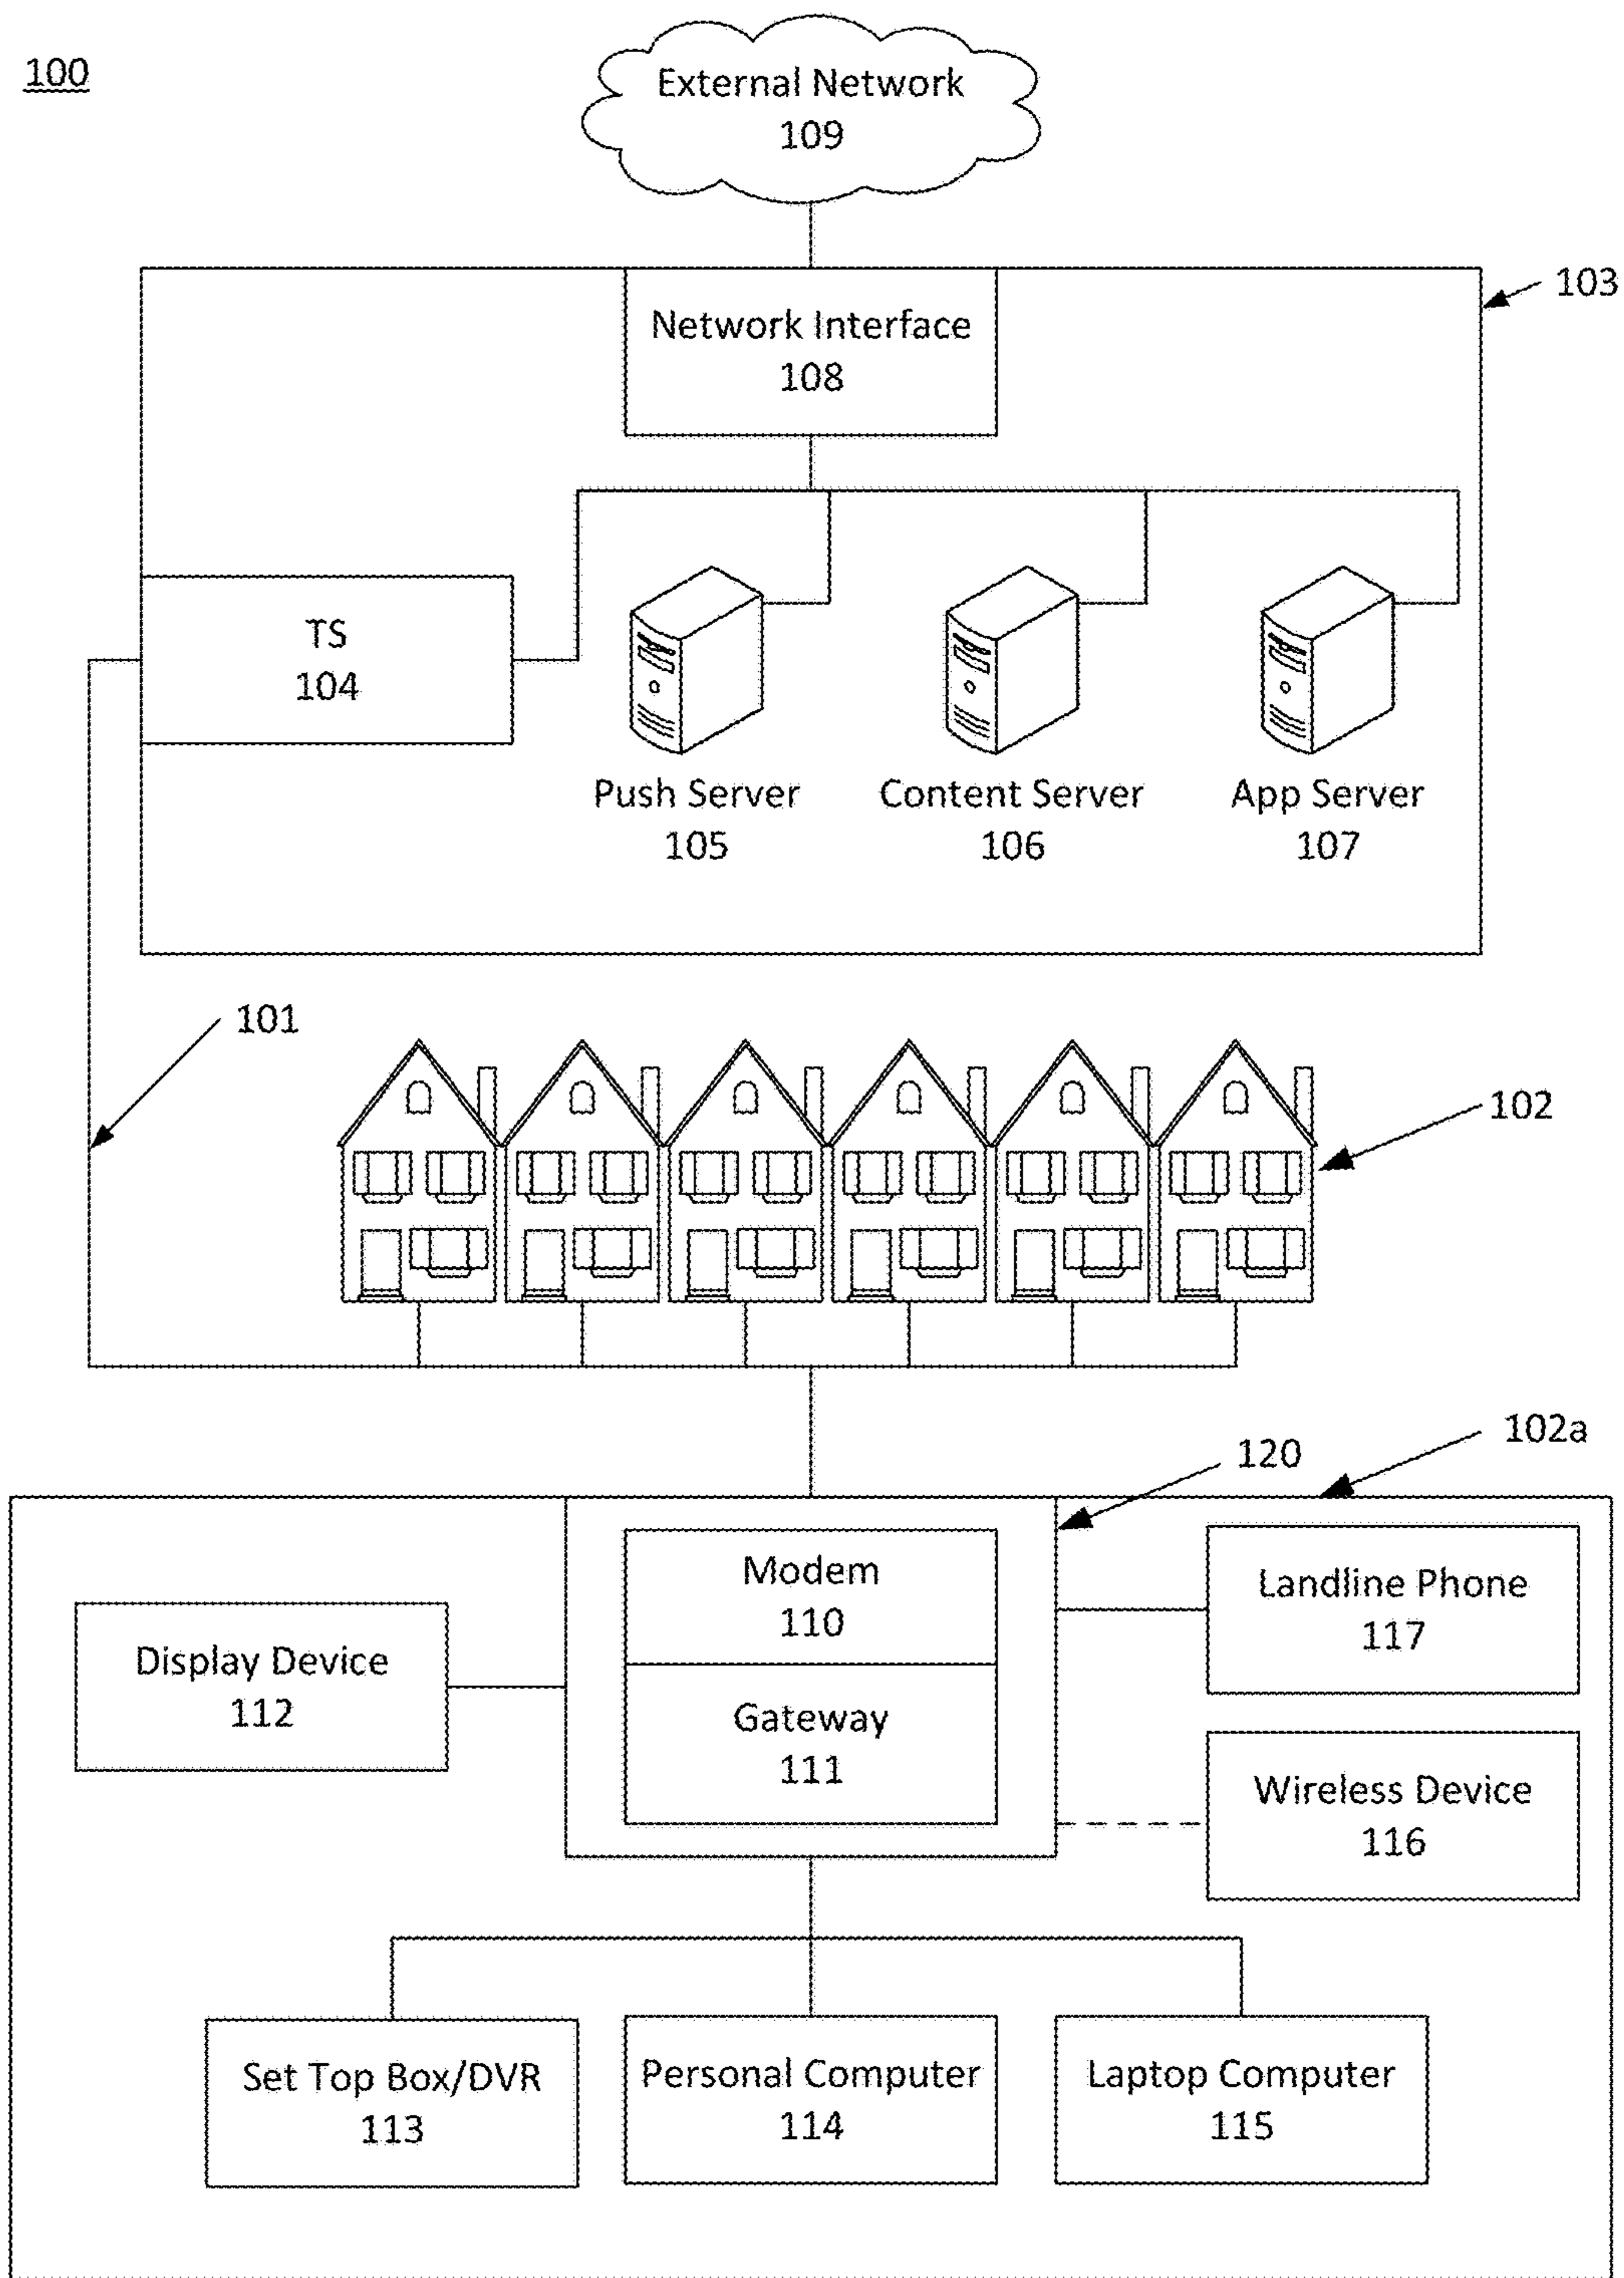 100
External Network
109
103
Network Interface
108
TS
104
Push Server
105
Content Server
106
App Server
107
101
102
102a
120
Modem
110
Landline Phone
117
Display Device
112
Gateway
111
Wireless Device
116
Set Top Box/DVR
113
Personal Computer
114
Laptop Computer
115